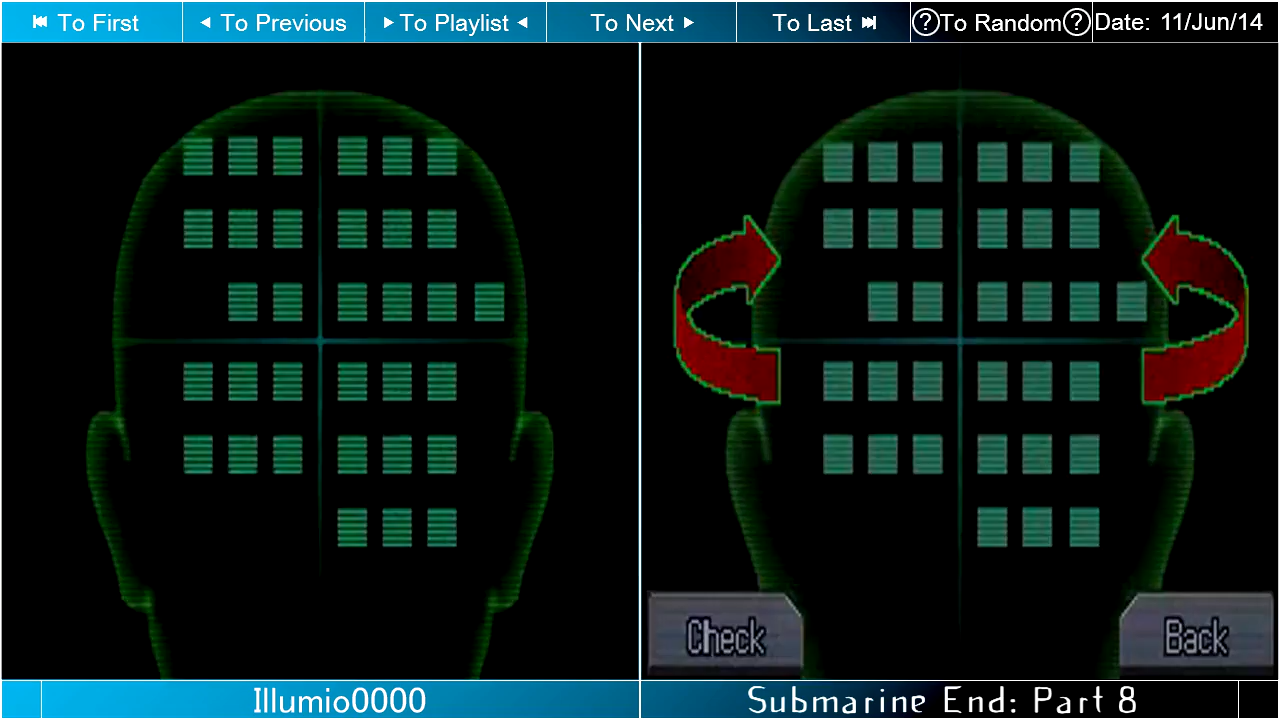 To First
To Previous
To Playlist
To Next
To Last
?To Random?
Date: 11/Jun/14
Check
Back
Illumio0000
Submarine End: Part 8